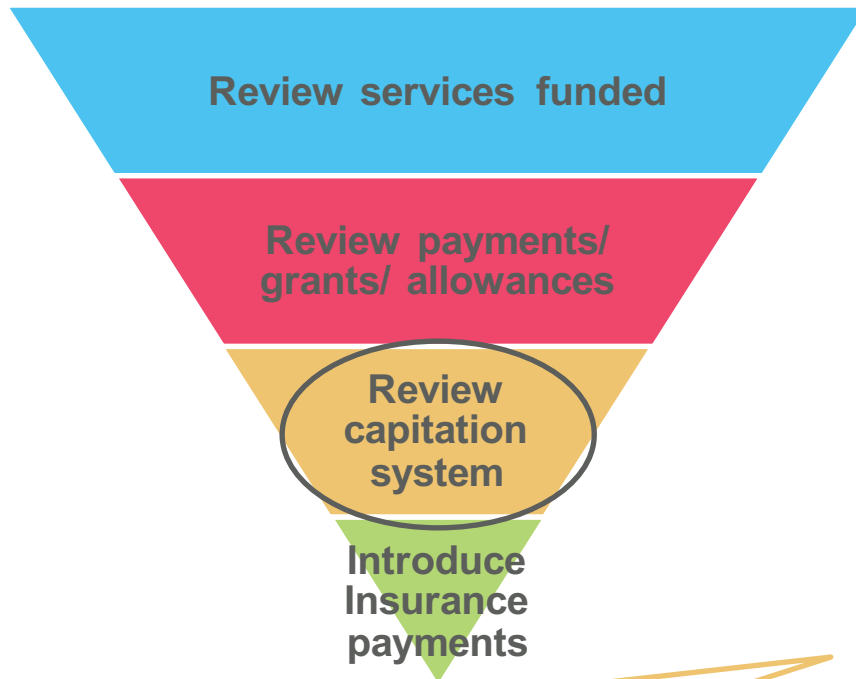 Review services funded
Review payments/
grants/ allowances
Review
capitation
system
Introduce
Insurance
payments